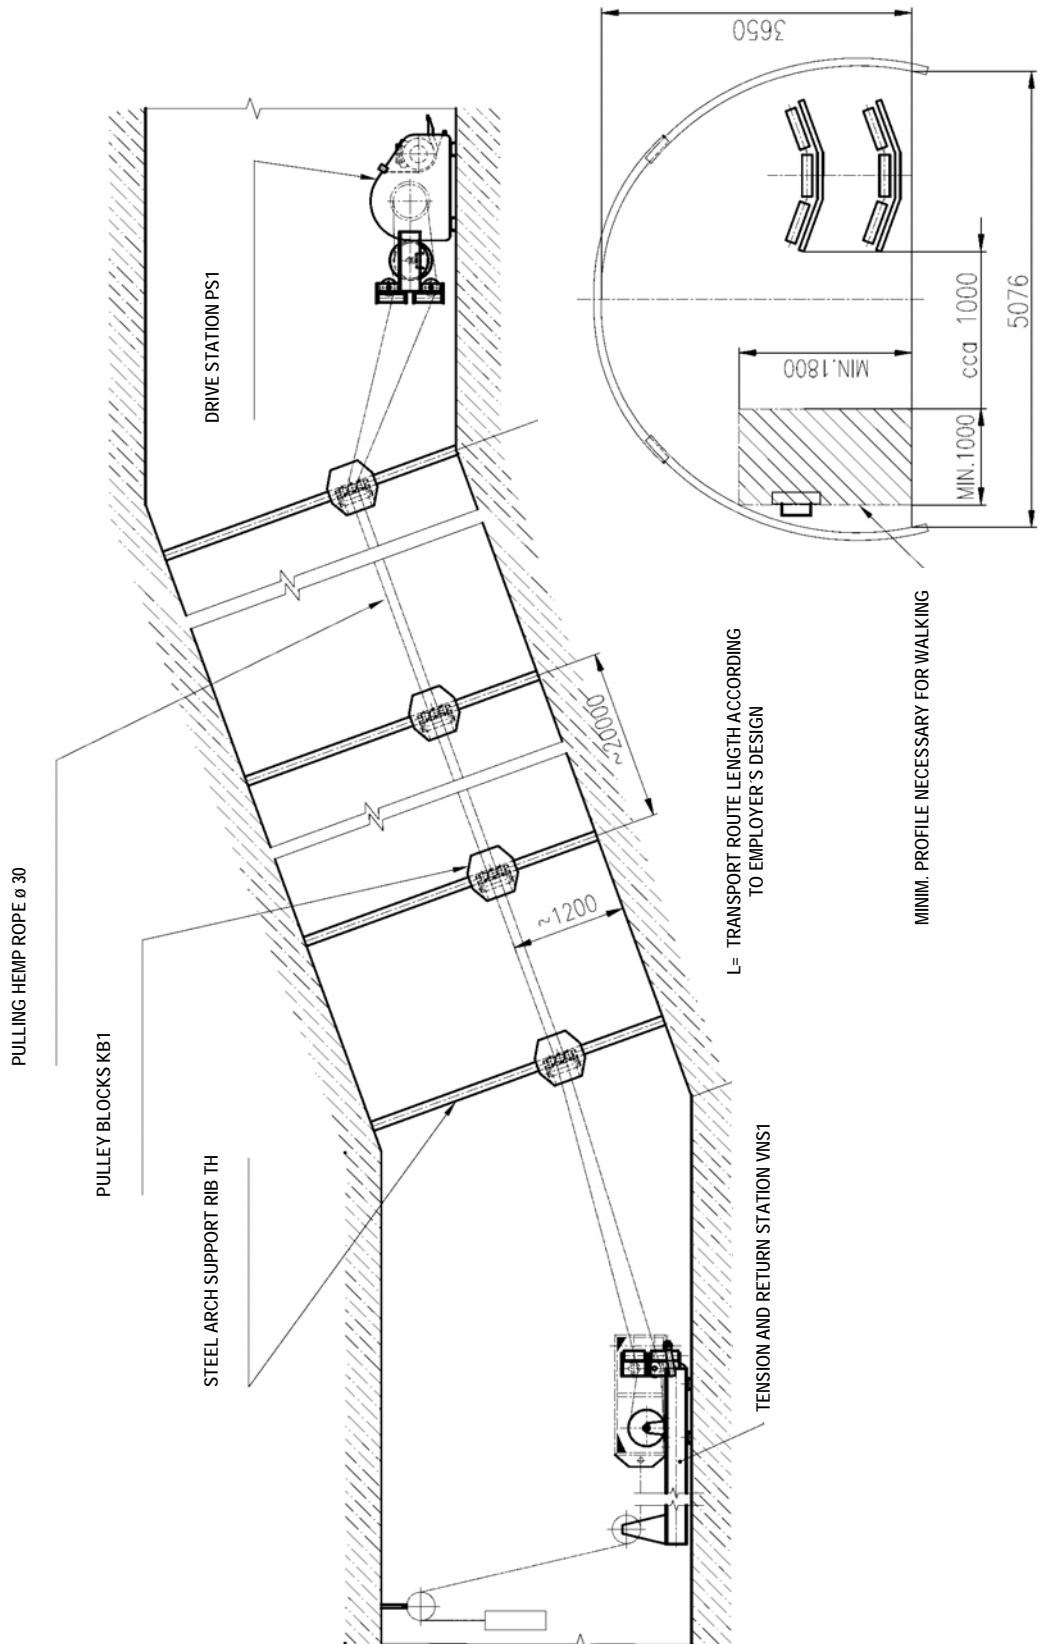 PULLING HEMP ROPE ø 30
PULLEY BLOCKS KB1
STEEL ARCH SUPPORT RIB TH
DRIVE STATION PS1
~20000
~1200
L= TRANSPORT ROUTE LENGTH ACCORDING
TO EMPLOYER´S DESIGN
TENSION AND RETURN STATION VNS1
3650
MIN.1800
MIN.1000
cca 1000
5076
MINIM. PROFILE NECESSARY FOR WALKING